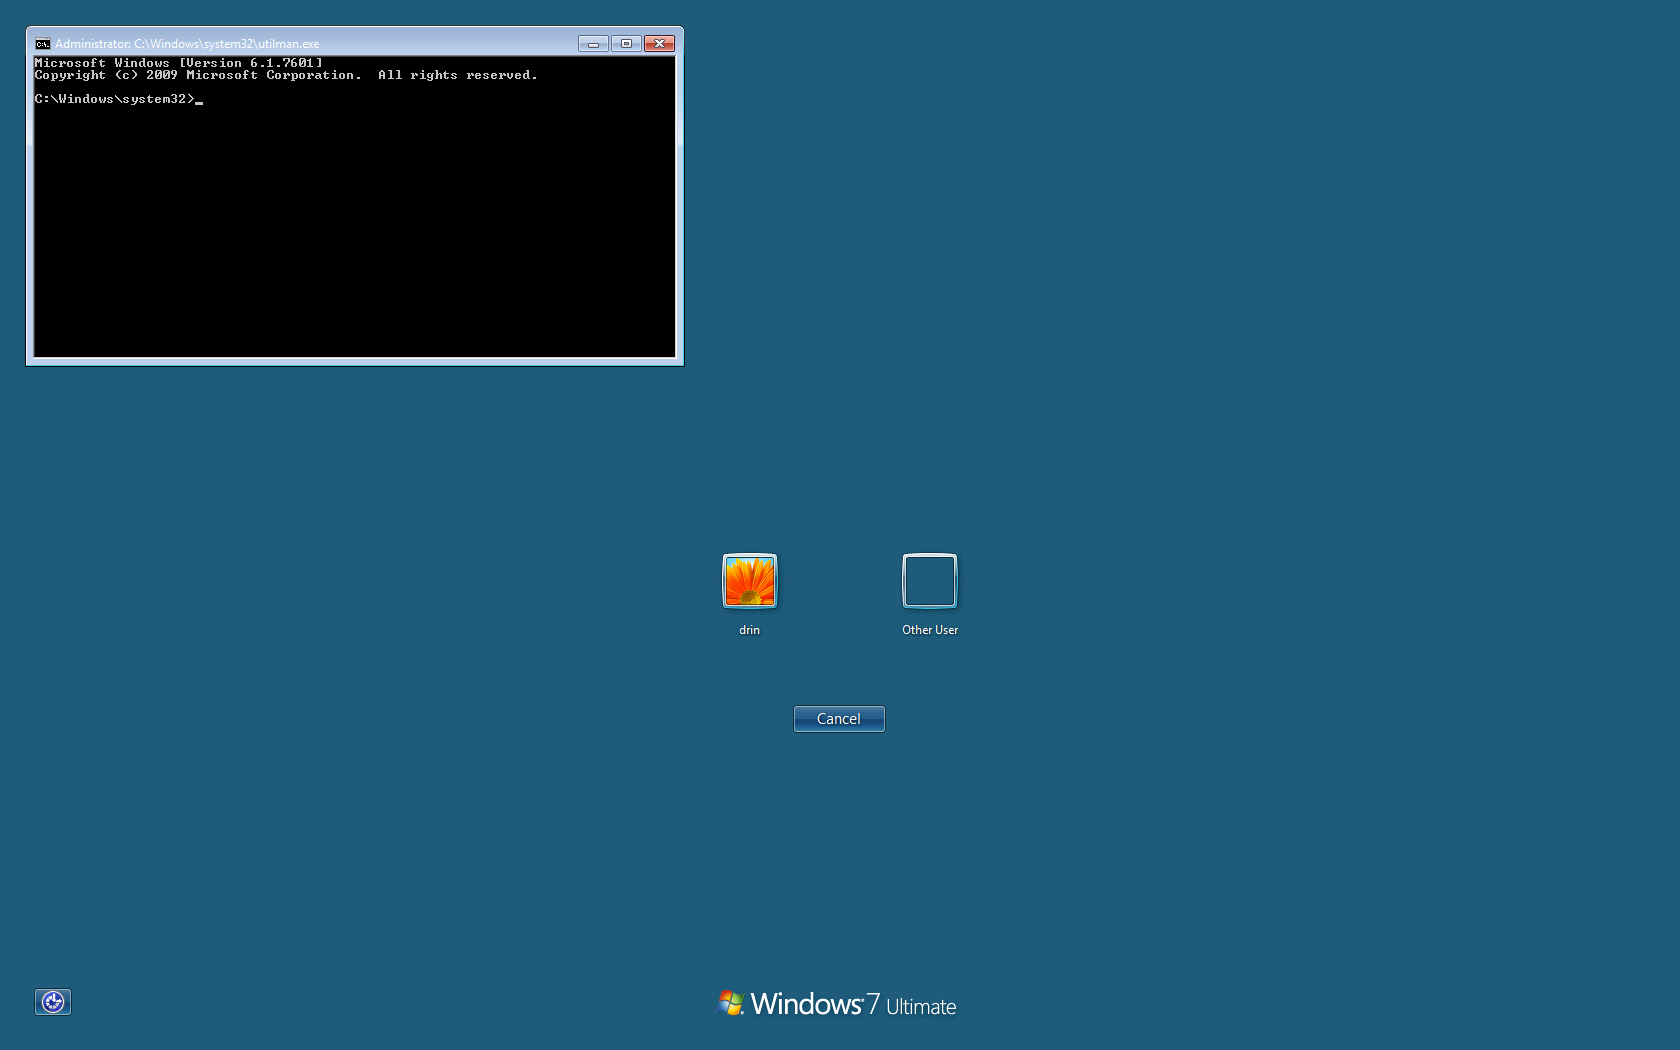 Administrator: C:\Windows\system32\utilman.exe
Microsoft Windows [Version 6.1.7601]
Copyright (c) 2009 Microsoft Corporation.  All rights reserved.
C:\Windows\system32>_
drin
Other User
Cancel
Windows 7 Ultimate